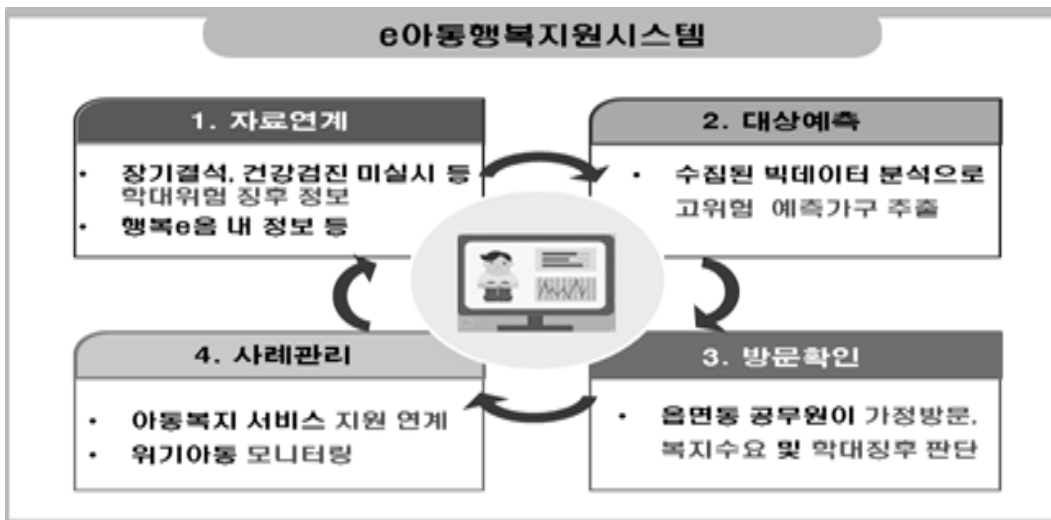 e아동행복지원시스템
1. 자료연계
• 장기결석, 건강검진 미실시 등
학대위험 징후 정보
• 행복e음 내 정보 등
2. 대상예측
• 수집된 빅데이터 분석으로
고위험 예측가구 추출
3. 방문확인
• 읍면동 공무원이 가정방문,
복지수요 및 학대징후 판단
4. 사례관리
• 아동복지 서비스 지원 연계
• 위기아동 모니터링